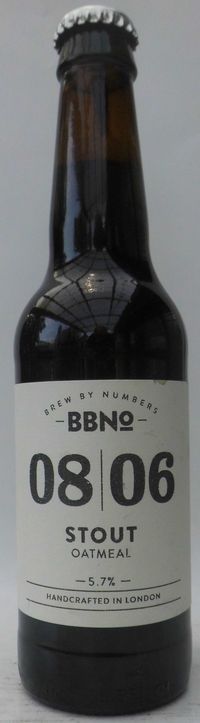 BREW BY NUMBERS
-BBNo-
08|06
STOUT
OATMEAL
-5.7%-
HANDCRAFTED IN LONDON